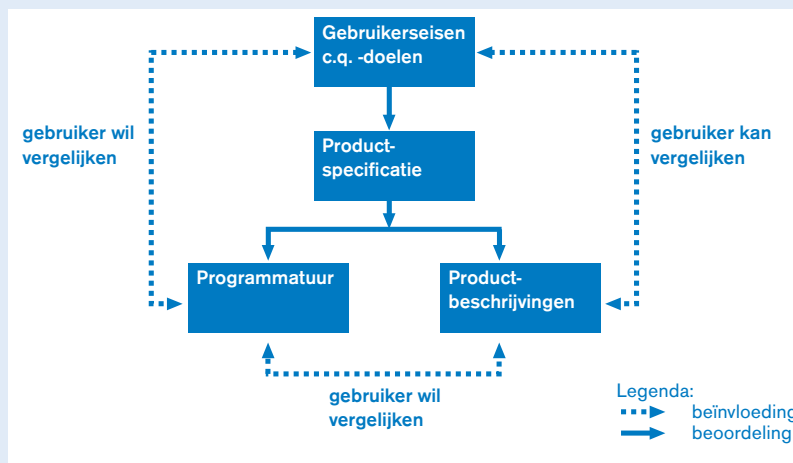 Gebruikerseisen
c.q. -doelen
gebruiker wil
vergelijken
gebruiker kan
vergelijken
Product-
specificatie
Programmatuur
Product-
beschrijvingen
gebruiker wil
vergelijken
Legenda:
beïnvloeding
beoordeling